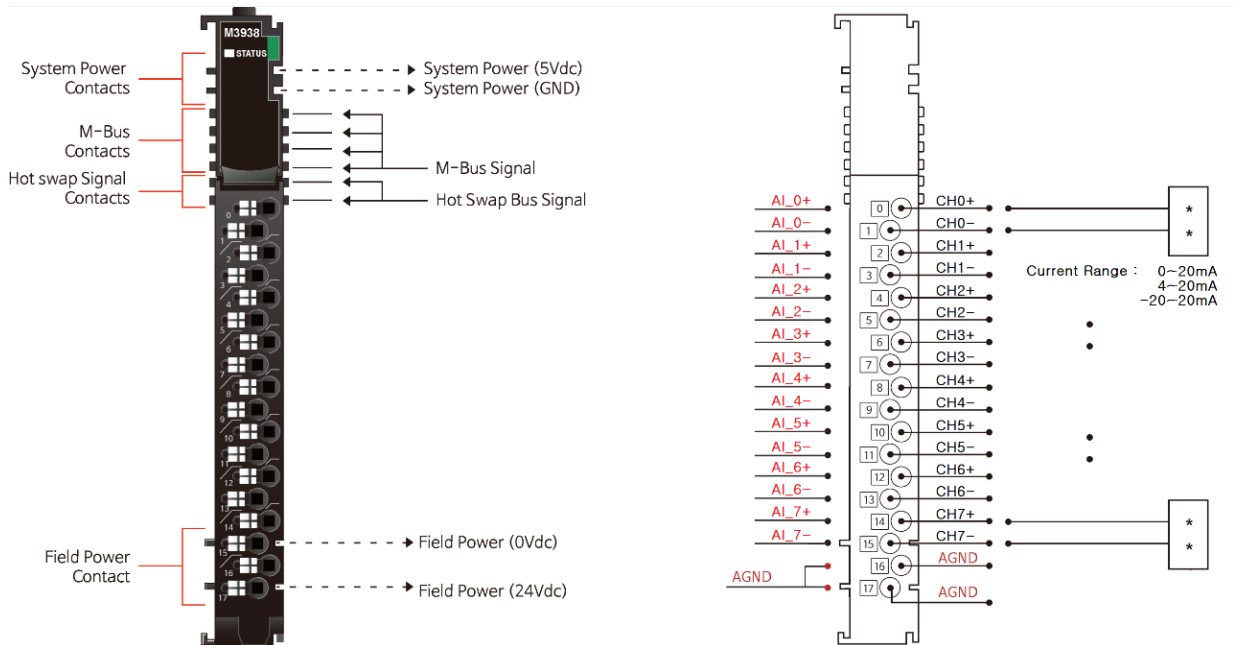 M3938
STATUS
System Power
Contacts
M-Bus
Contacts
Hot swap Signal
Contacts
Field Power
Contact
System Power (5Vdc)
System Power (GND)
M-Bus Signal
Hot Swap Bus Signal
Field Power (0Vdc)
Field Power (24Vdc)
0
1
2
3
4
5
6
7
8
9
10
11
12
13
14
15
16
17
AI_0+ 0 CH0+
AI_0- 1 CH0-
AI_1+ 2 CH1+
AI_1- 3 CH1-
AI_2+ 4 CH2+
AI_2- 5 CH2-
AI_3+ 6 CH3+
AI_3- 7 CH3-
AI_4+ 8 CH4+
AI_4- 9 CH4-
AI_5+ 10 CH5+
AI_5- 11 CH5-
AI_6+ 12 CH6+
AI_6- 13 CH6-
AI_7+ 14 CH7+
AI_7- 15 CH7-
16 AGND
AGND
17 AGND
*
*
Current Range : 0~20mA
4~20mA
-20~20mA
*
*